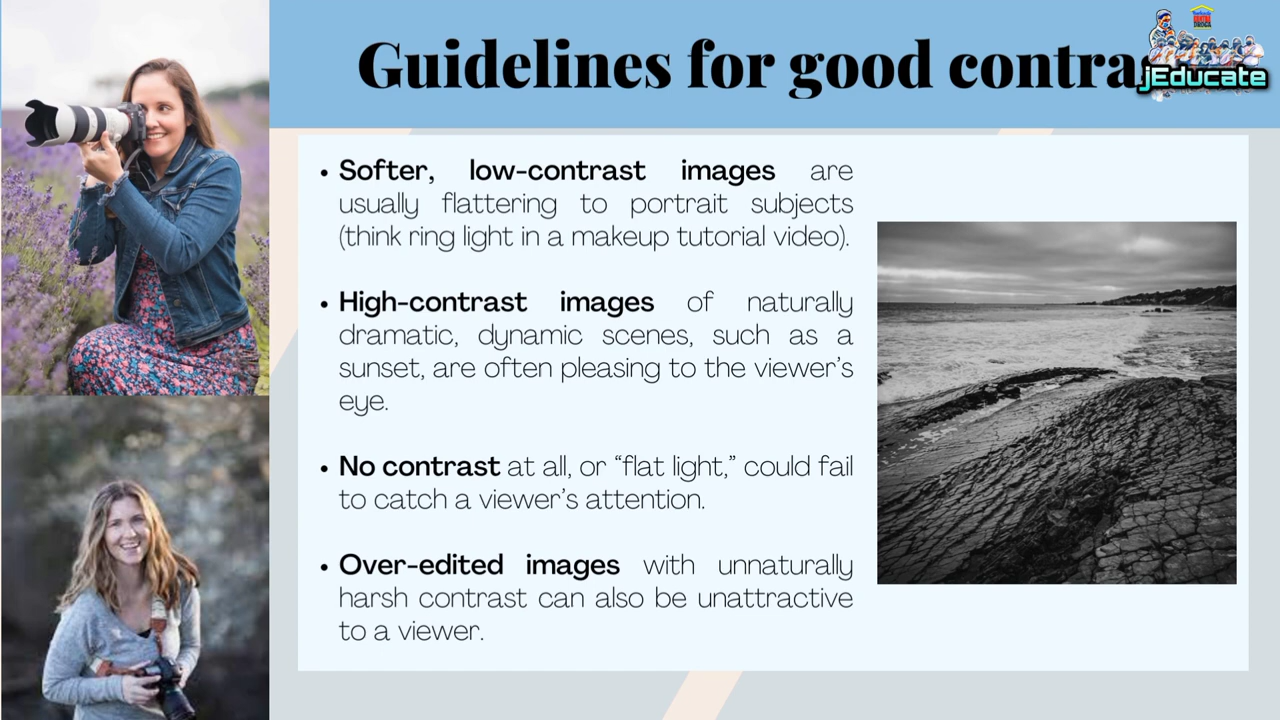 Guidelines for good contra
jEducate
• Softer, low-contrast images are
usually flattering to portrait subjects
(think ring light in a makeup tutorial video).
• High-contrast images of naturally
dramatic, dynamic scenes, such as a
sunset, are often pleasing to the viewer’s
eye.
• No contrast at all, or “flat light,” could fail
to catch a viewer’s attention.
• Over-edited images with unnaturally
harsh contrast can also be unattractive
to a viewer.